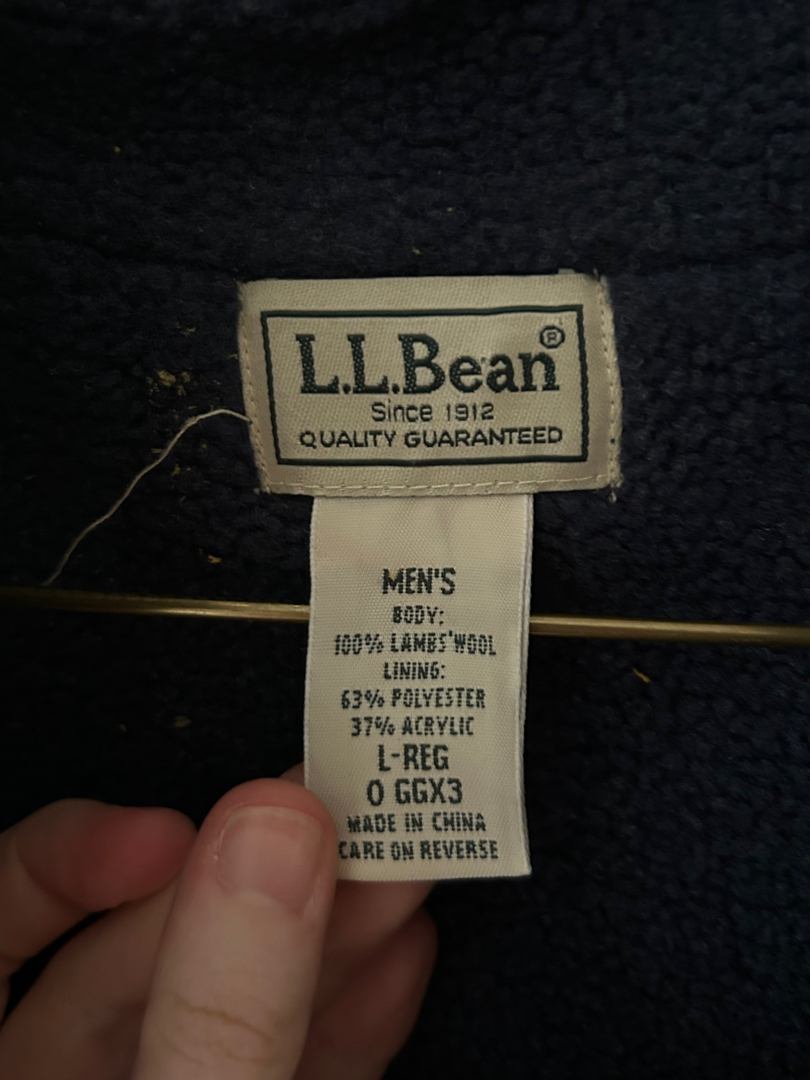 L.L.Bean®
Since 1912
QUALITY GUARANTEED
MEN'S
BODY:
100% LAMBS'WOOL
LINING:
63% POLYESTER
37% ACRYLIC
L-REG
0 GGX3
MADE IN CHINA
CARE ON REVERSE